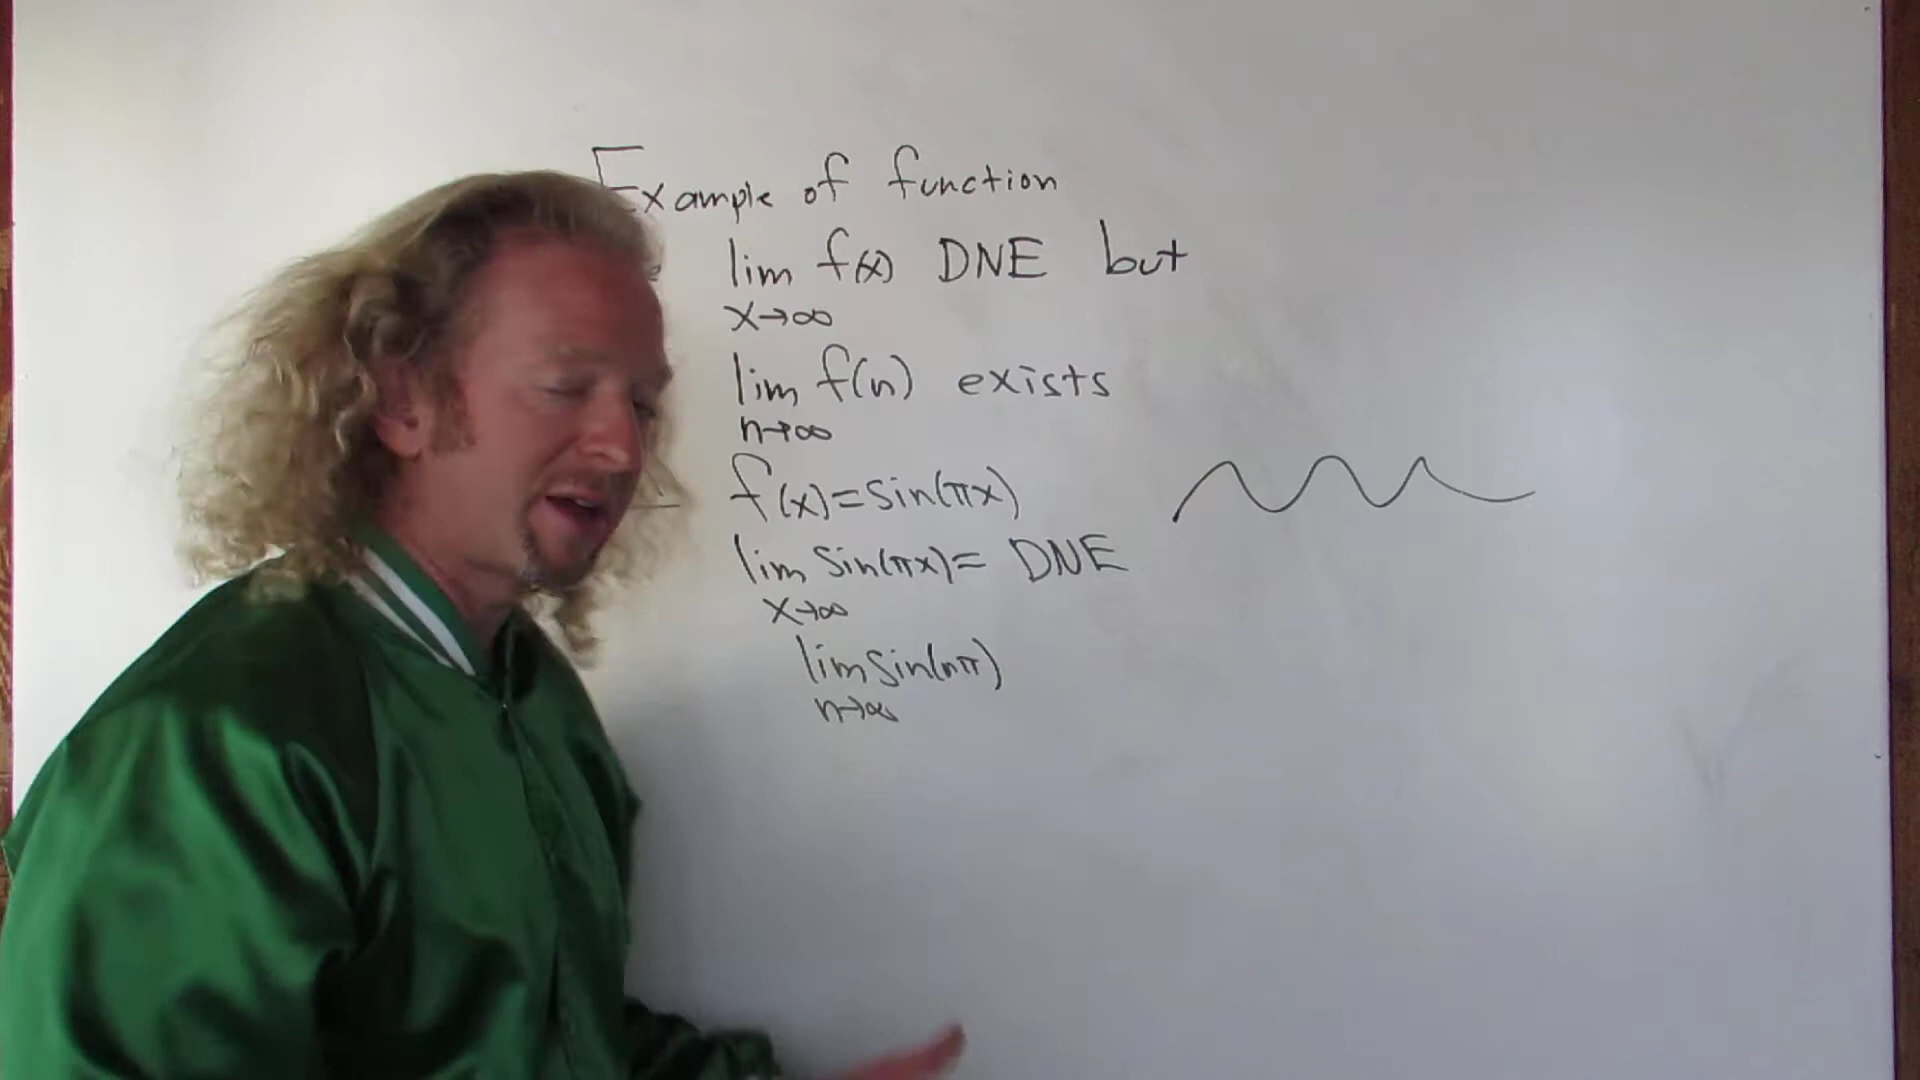 Example of function
lim f(x) DNE but
x→∞
lim f(n) exists
n→∞
f(x)=sin(πx)
lim sin(πx)= DNE
x→∞
lim sin(nπ)
n→∞